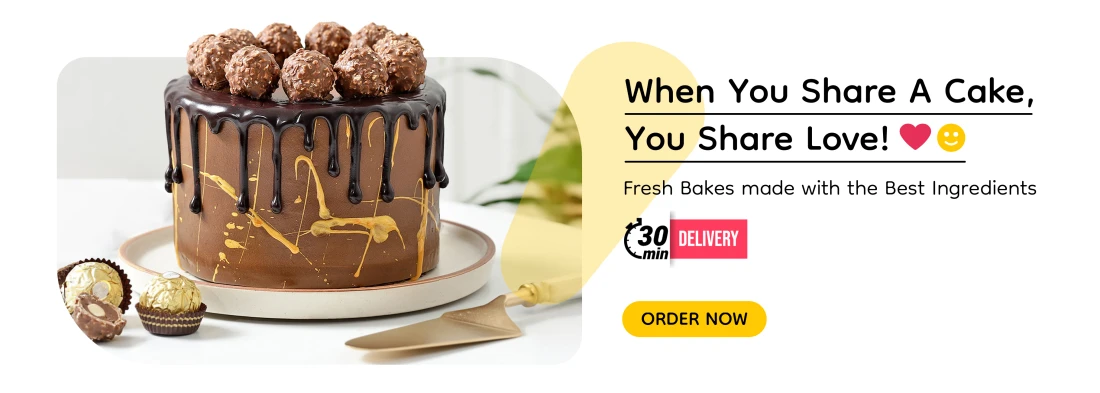 When You Share A Cake,
You Share Love! ❤️🙂
Fresh Bakes made with the Best Ingredients
30 min DELIVERY
ORDER NOW